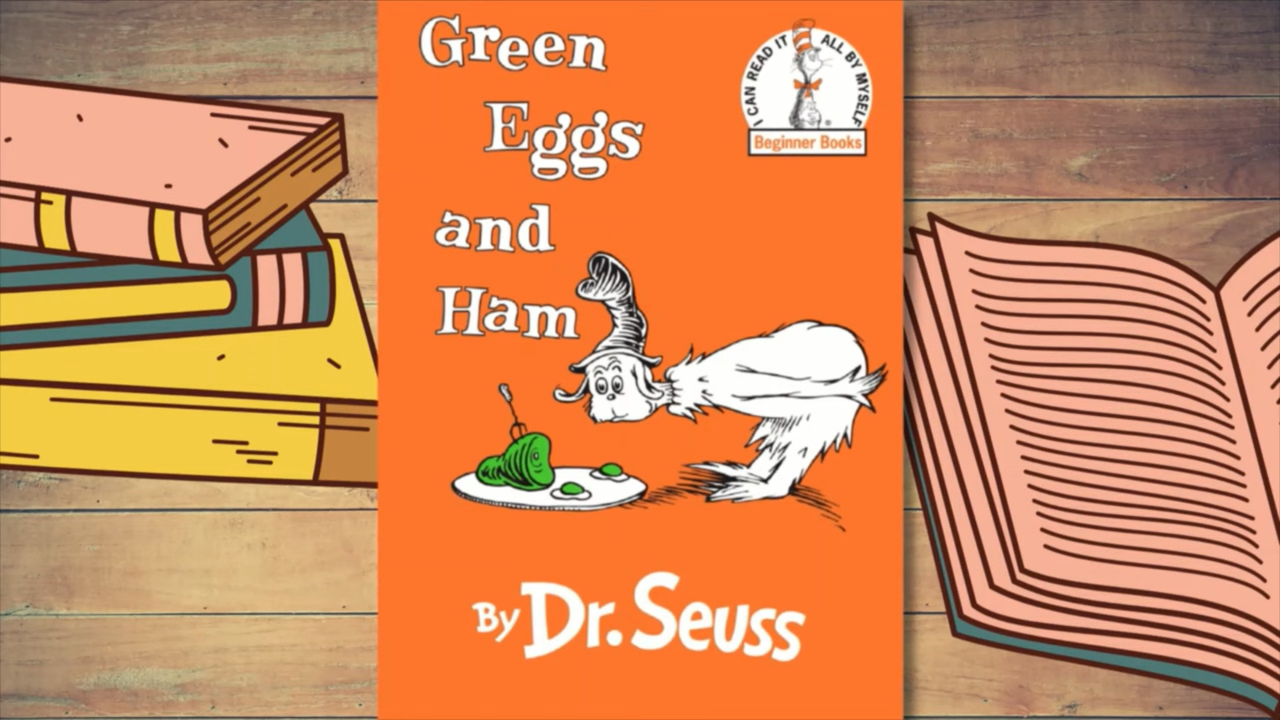 Green
Eggs
and
Ham
I CAN READ IT ALL BY MYSELF
Beginner Books
By Dr. Seuss